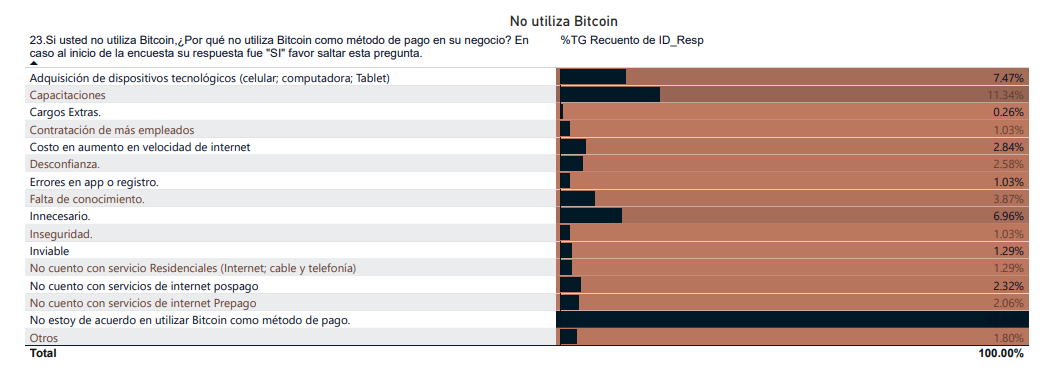 No utiliza Bitcoin
23.Si usted no utiliza Bitcoin,¿Por qué no utiliza Bitcoin como método de pago en su negocio? En
caso al inicio de la encuesta su respuesta fue "SI" favor saltar esta pregunta.
%TG Recuento de ID_Resp
Adquisición de dispositivos tecnológicos (celular; computadora; Tablet) 7.47%
Capacitaciones 11.34%
Cargos Extras. 0.26%
Contratación de más empleados 1.03%
Costo en aumento en velocidad de internet 2.84%
Desconfianza. 2.58%
Errores en app o registro. 1.03%
Falta de conocimiento. 3.87%
Innecesario. 6.96%
Inseguridad. 1.03%
Inviable 1.29%
No cuento con servicio Residenciales (Internet; cable y telefonía) 1.29%
No cuento con servicios de internet pospago 2.32%
No cuento con servicios de internet Prepago 2.06%
No estoy de acuerdo en utilizar Bitcoin como método de pago.
Otros 1.80%
Total 100.00%